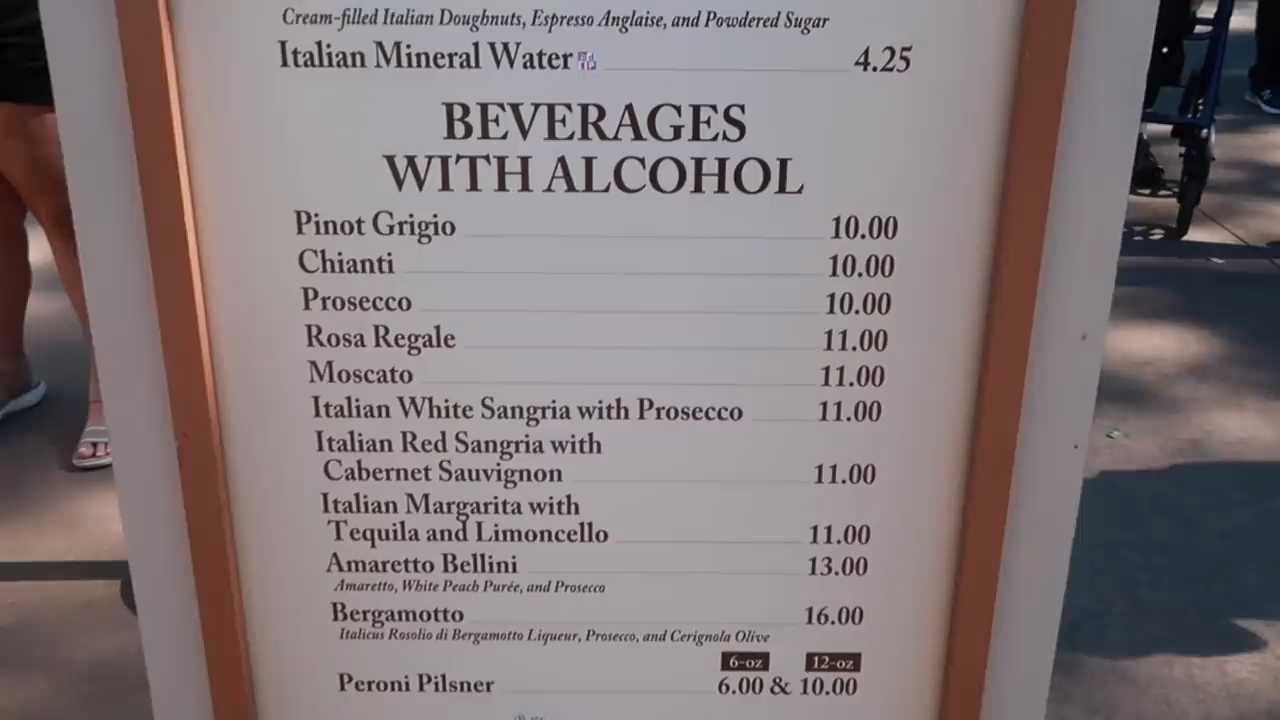 Cream-filled Italian Doughnuts, Espresso Anglaise, and Powdered Sugar
Italian Mineral Water 4.25
BEVERAGES
WITH ALCOHOL
Pinot Grigio 10.00
Chianti 10.00
Prosecco 10.00
Rosa Regale 11.00
Moscato 11.00
Italian White Sangria with Prosecco 11.00
Italian Red Sangria with
Cabernet Sauvignon 11.00
Italian Margarita with
Tequila and Limoncello 11.00
Amaretto Bellini 13.00
Amaretto, White Peach Purée, and Prosecco
Bergamotto 16.00
Italicus Rosolio di Bergamotto Liqueur, Prosecco, and Cerignola Olive
6-oz 12-oz
Peroni Pilsner 6.00 & 10.00